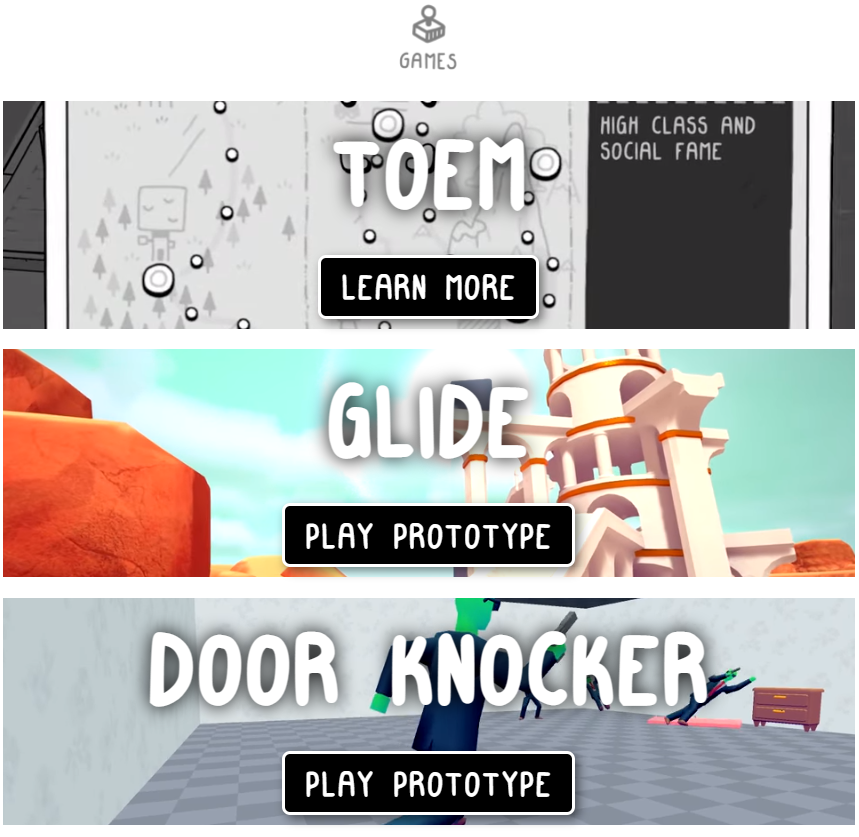 GAMES
HIGH CLASS AND
SOCIAL FAME
TOEM
LEARN MORE
GLIDE
PLAY PROTOTYPE
DOOR KNOCKER
PLAY PROTOTYPE